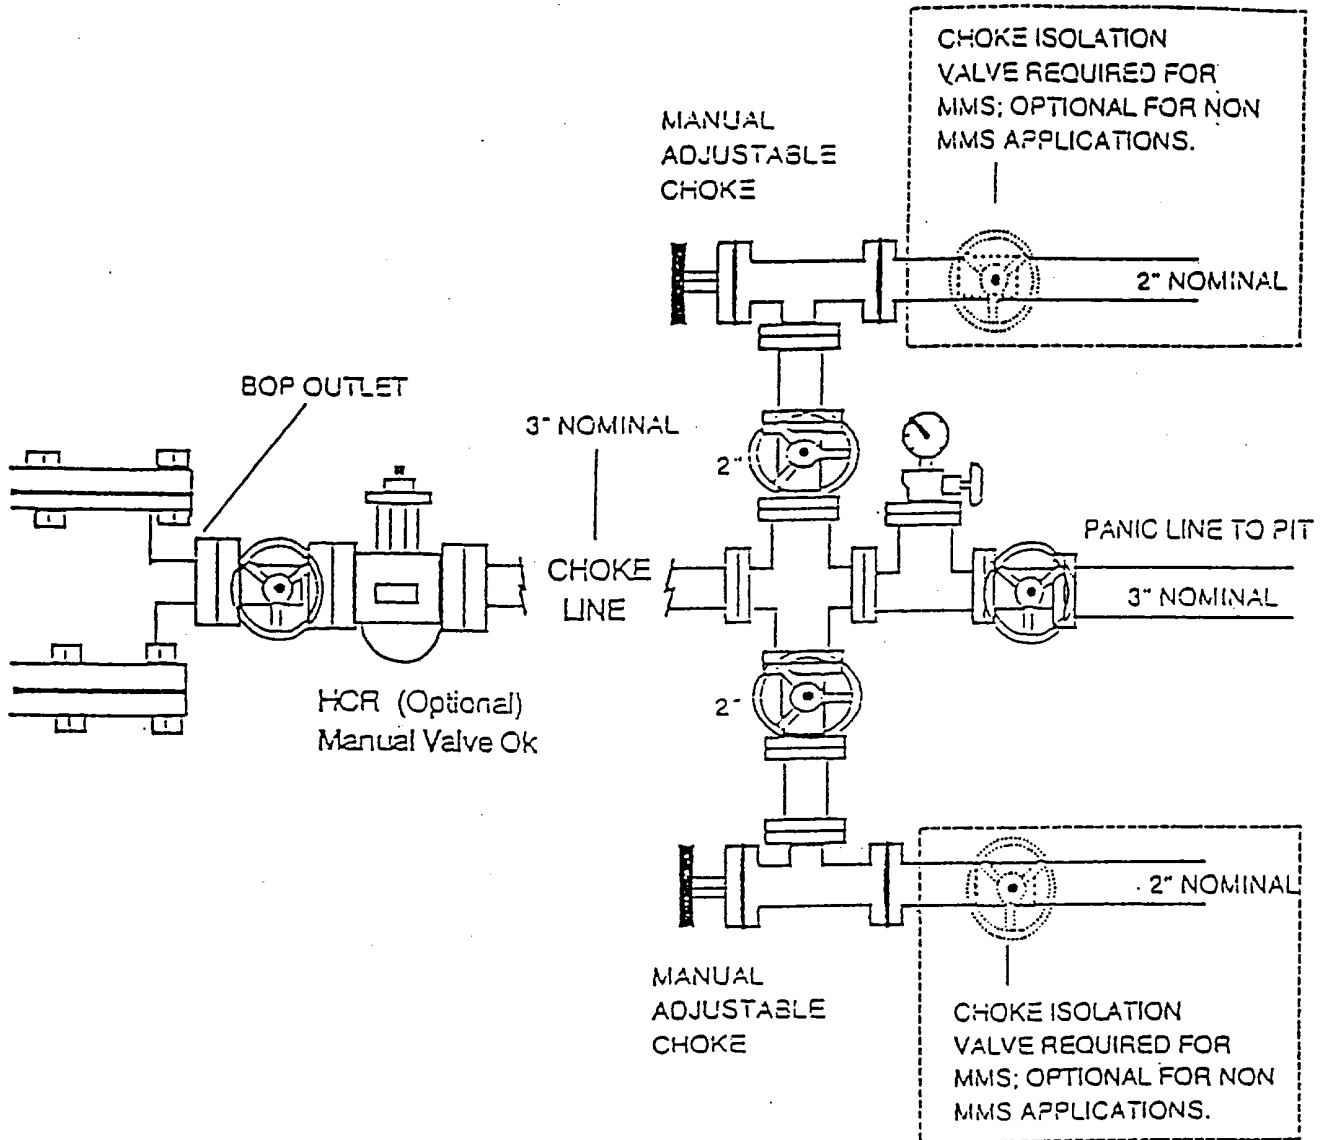 CHOKE ISOLATION
VALVE REQUIRED FOR
MMS; OPTIONAL FOR NON
MMS APPLICATIONS.
MANUAL
ADJUSTABLE
CHOKE
2" NOMINAL
BOP OUTLET
3" NOMINAL
2"
PANIC LINE TO PIT
CHOKE
LINE
3" NOMINAL
HCR (Optional)
Manual Valve Ok
2"
2" NOMINAL
MANUAL
ADJUSTABLE
CHOKE
CHOKE ISOLATION
VALVE REQUIRED FOR
MMS; OPTIONAL FOR NON
MMS APPLICATIONS.